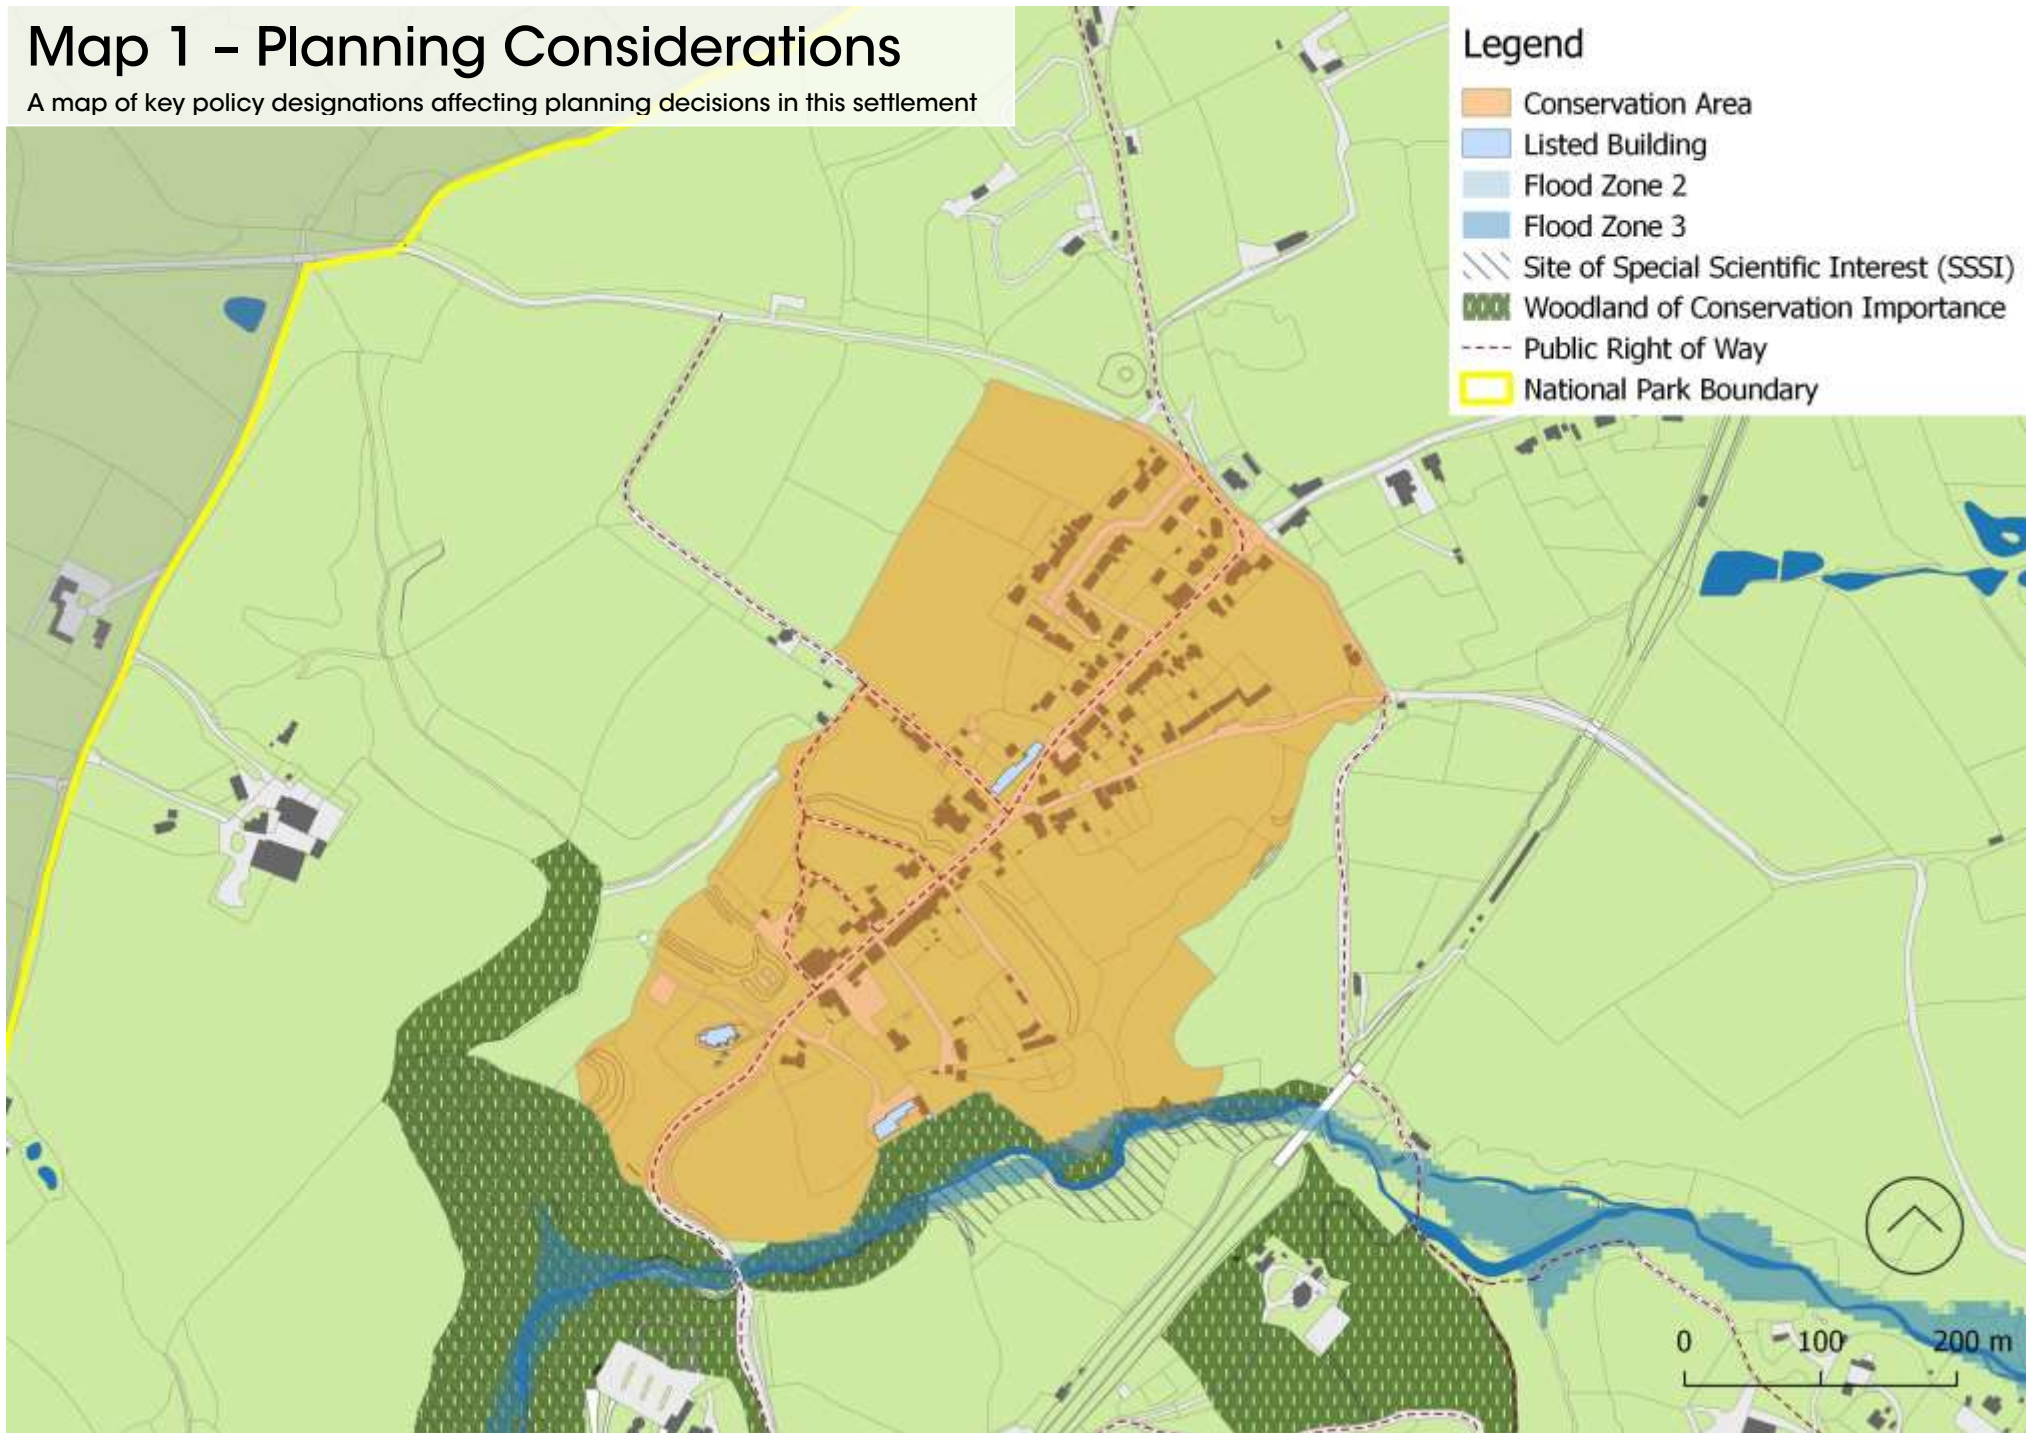 Map 1 – Planning Considerations
A map of key policy designations affecting planning decisions in this settlement
Legend
Conservation Area
Listed Building
Flood Zone 2
Flood Zone 3
Site of Special Scientific Interest (SSSI)
Woodland of Conservation Importance
Public Right of Way
National Park Boundary
0 100 200 m